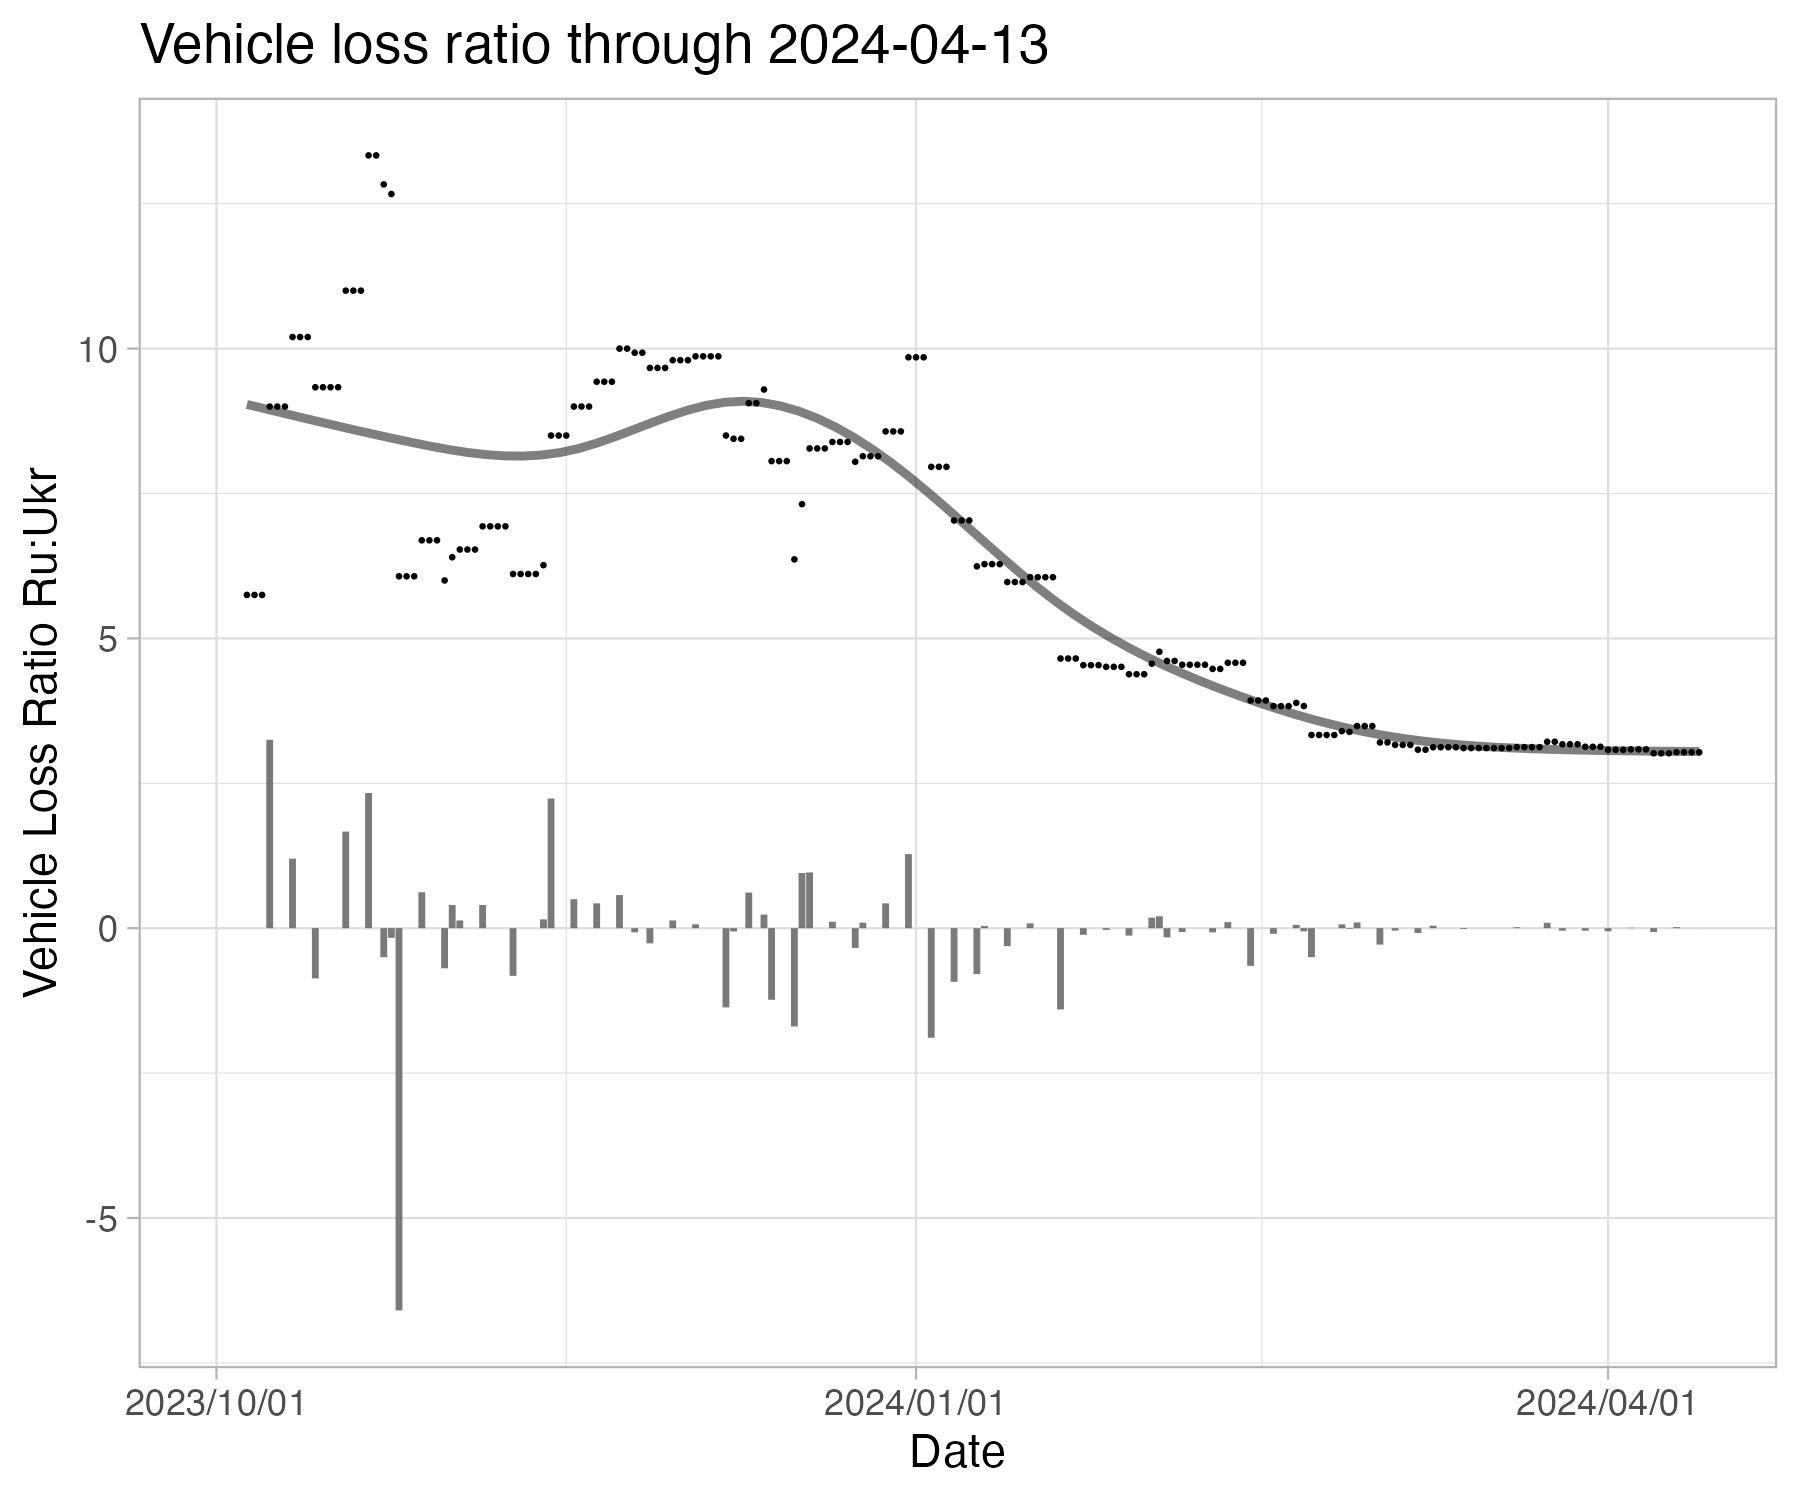 Vehicle loss ratio through 2024-04-13
Vehicle Loss Ratio Ru:Ukr
10
5
0
-5
2023/10/01 2024/01/01 2024/04/01
Date